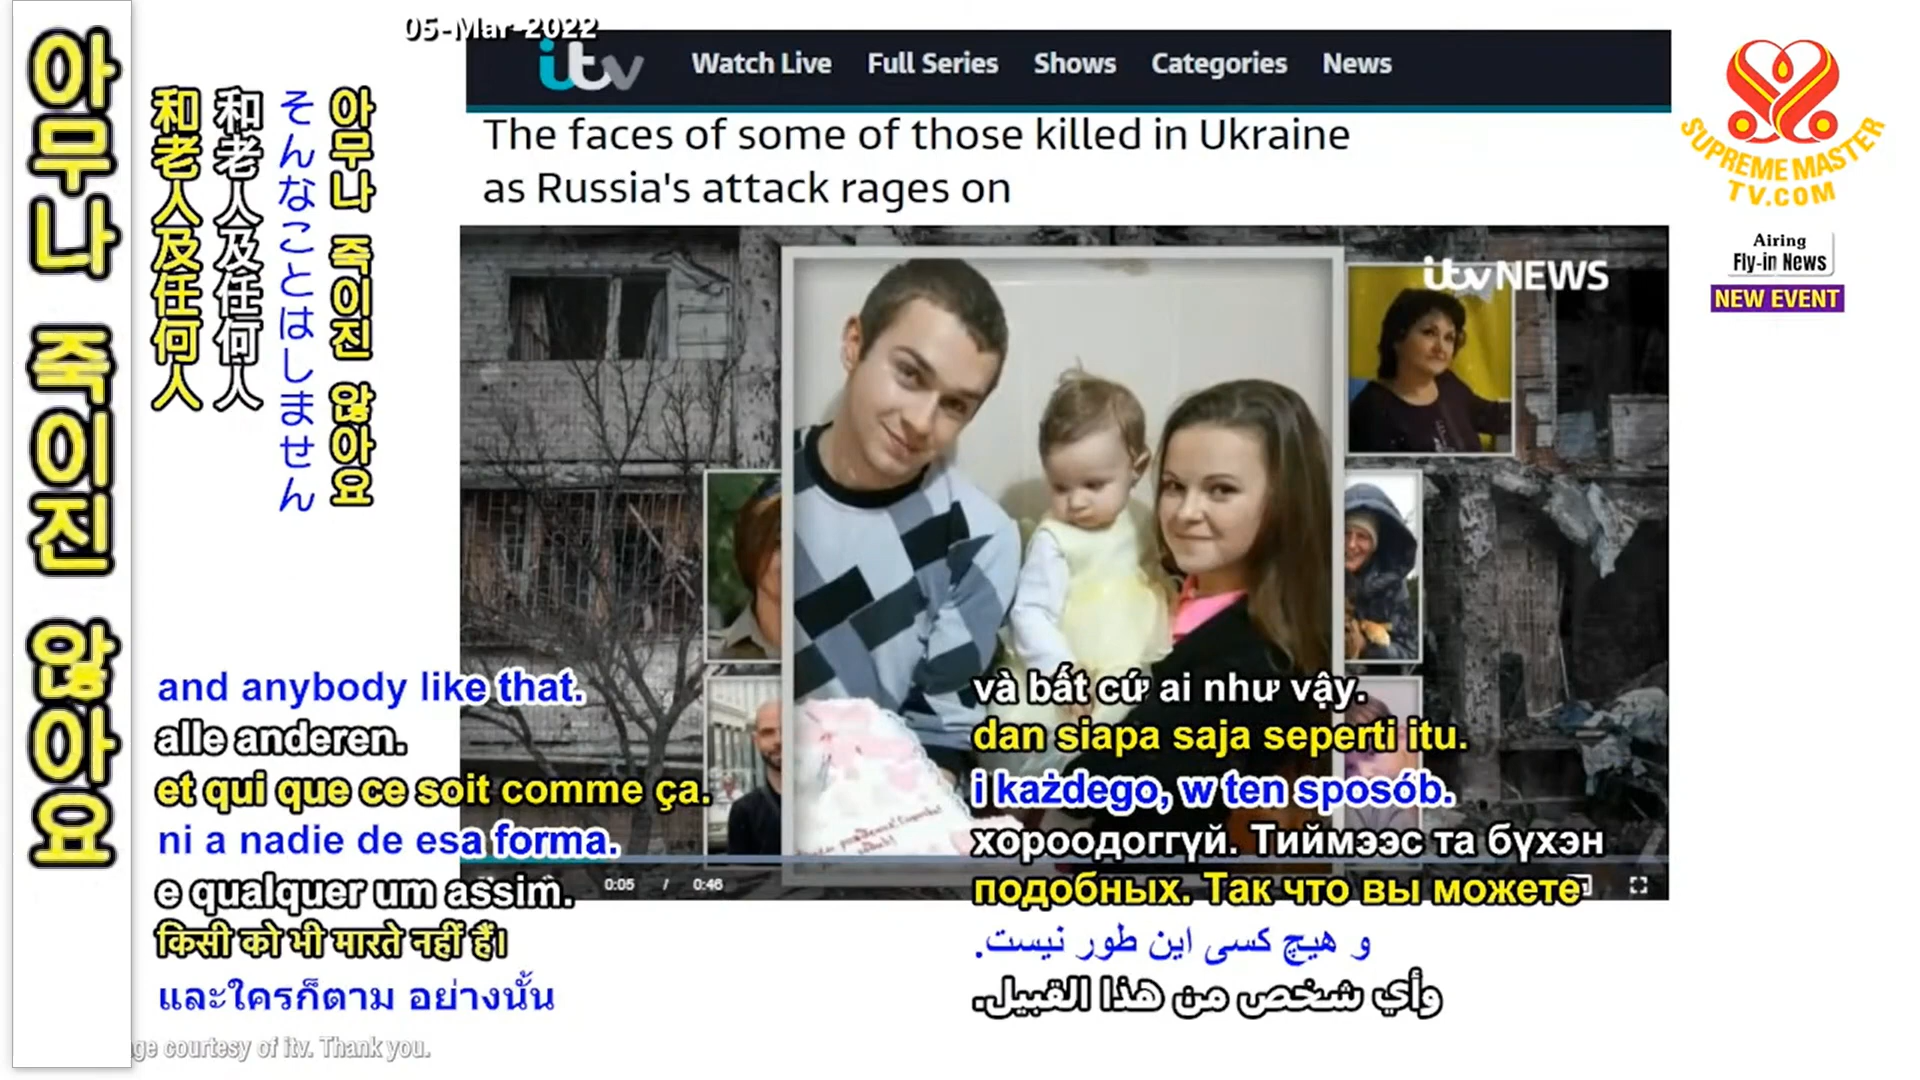 05-Mar-2022
itv
Watch Live
Full Series
Shows
Categories
News
The faces of some of those killed in Ukraine
as Russia's attack rages on
itv NEWS
SUPREME MASTER
TV.COM
Airing
Fly-in News
NEW EVENT
아무나 죽이진 않아요
和老人及任何人
和老人及任何人
そんなことはしません
아무나 죽이진 않아요
and anybody like that.
alle anderen.
et qui que ce soit comme ça.
ni a nadie de esa forma.
e qualquer um assim.
किसी को भी मारते नहीं हैं।
และใครก็ตาม อย่างนั้น
và bất cứ ai như vậy.
dan siapa saja seperti itu.
i każdego, w ten sposób.
хороодоггүй. Тиймээс та бүхэн
подобных. Так что вы можете
و هیچ کسی این طور نیست.
وأي شخص من هذا القبيل.
0:05 / 0:46
courtesy of itv. Thank you.